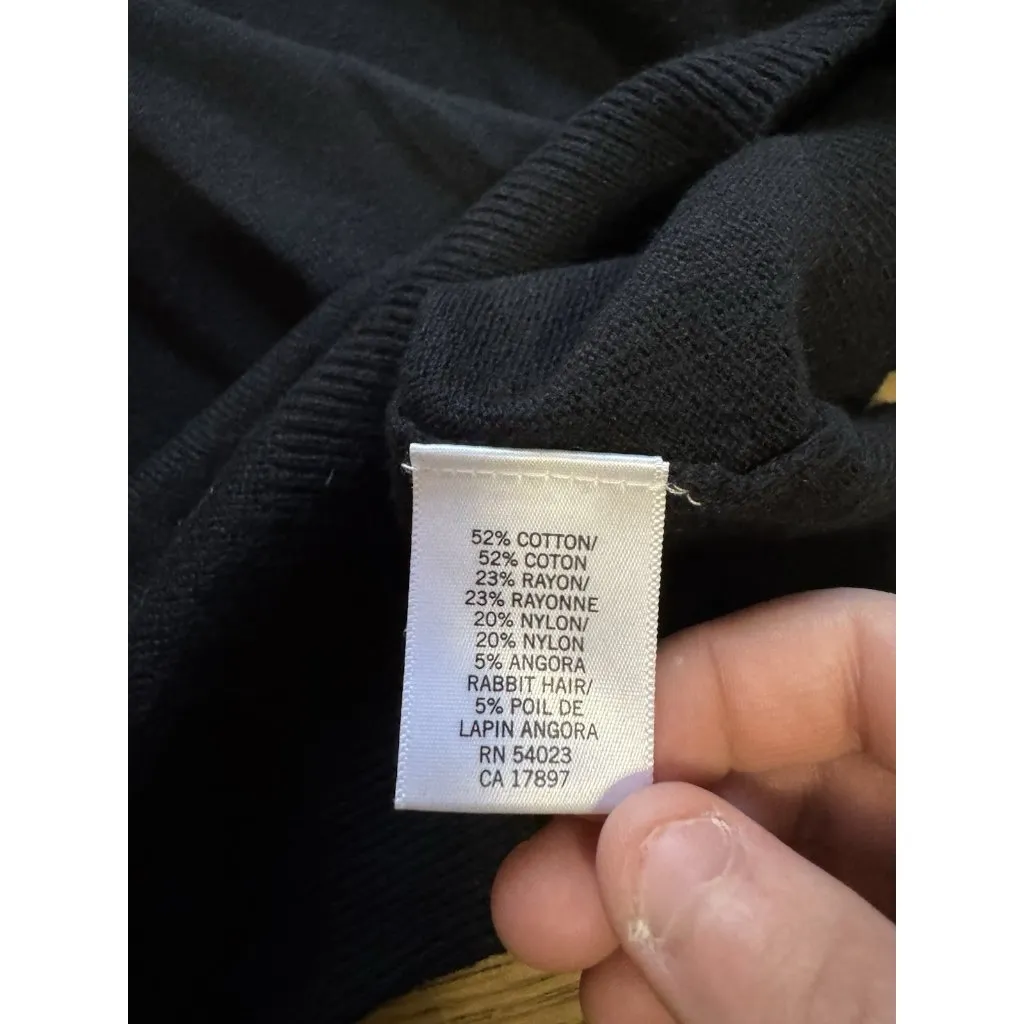 52% COTTON/
52% COTON
23% RAYON/
23% RAYONNE
20% NYLON/
20% NYLON
5% ANGORA
RABBIT HAIR/
5% POIL DE
LAPIN ANGORA
RN 54023
CA 17897